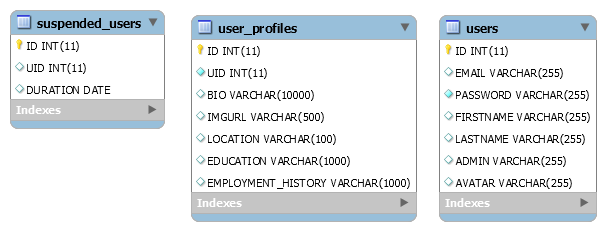 suspended_users
ID INT(11)
UID INT(11)
DURATION DATE
Indexes
user_profiles
ID INT(11)
UID INT(11)
BIO VARCHAR(10000)
IMGURL VARCHAR(500)
LOCATION VARCHAR(100)
EDUCATION VARCHAR(1000)
EMPLOYMENT_HISTORY VARCHAR(1000)
Indexes
users
ID INT(11)
EMAIL VARCHAR(255)
PASSWORD VARCHAR(255)
FIRSTNAME VARCHAR(255)
LASTNAME VARCHAR(255)
ADMIN VARCHAR(255)
AVATAR VARCHAR(255)
Indexes